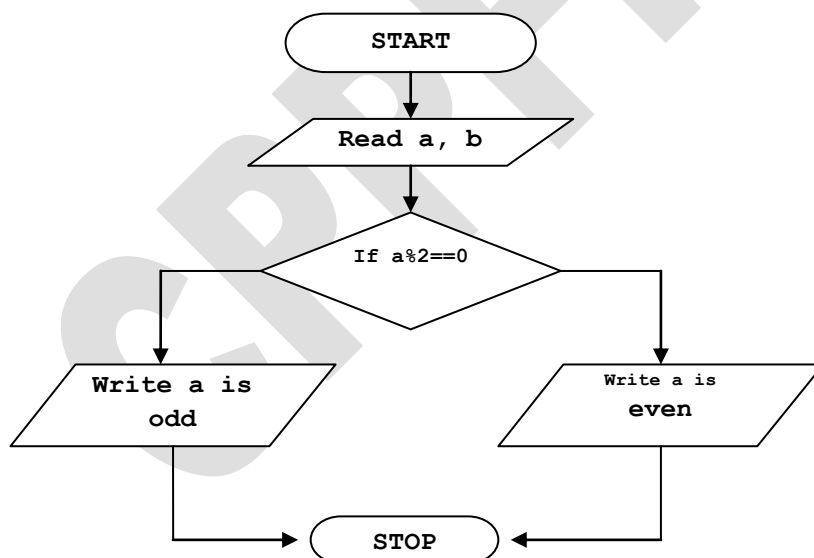 START
Read a, b
If a%2==0
Write a is
odd
Write a is
even
STOP